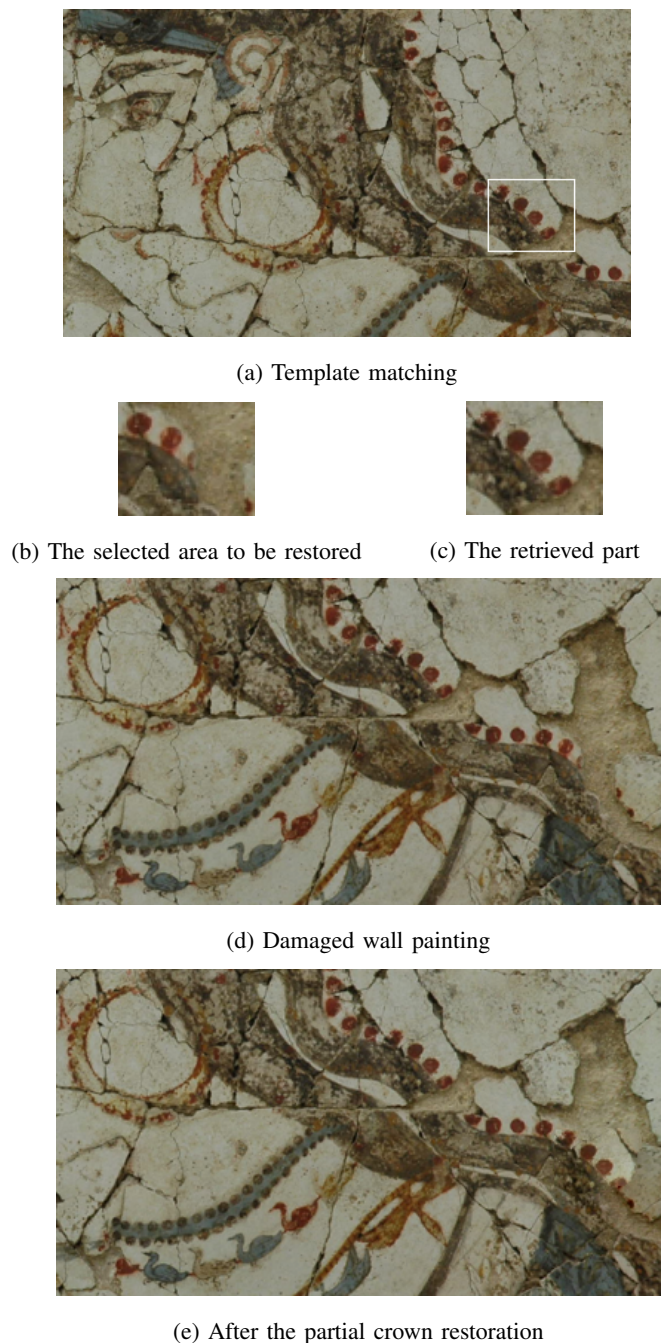 (a) Template matching
(b) The selected area to be restored
(c) The retrieved part
(d) Damaged wall painting
(e) After the partial crown restoration